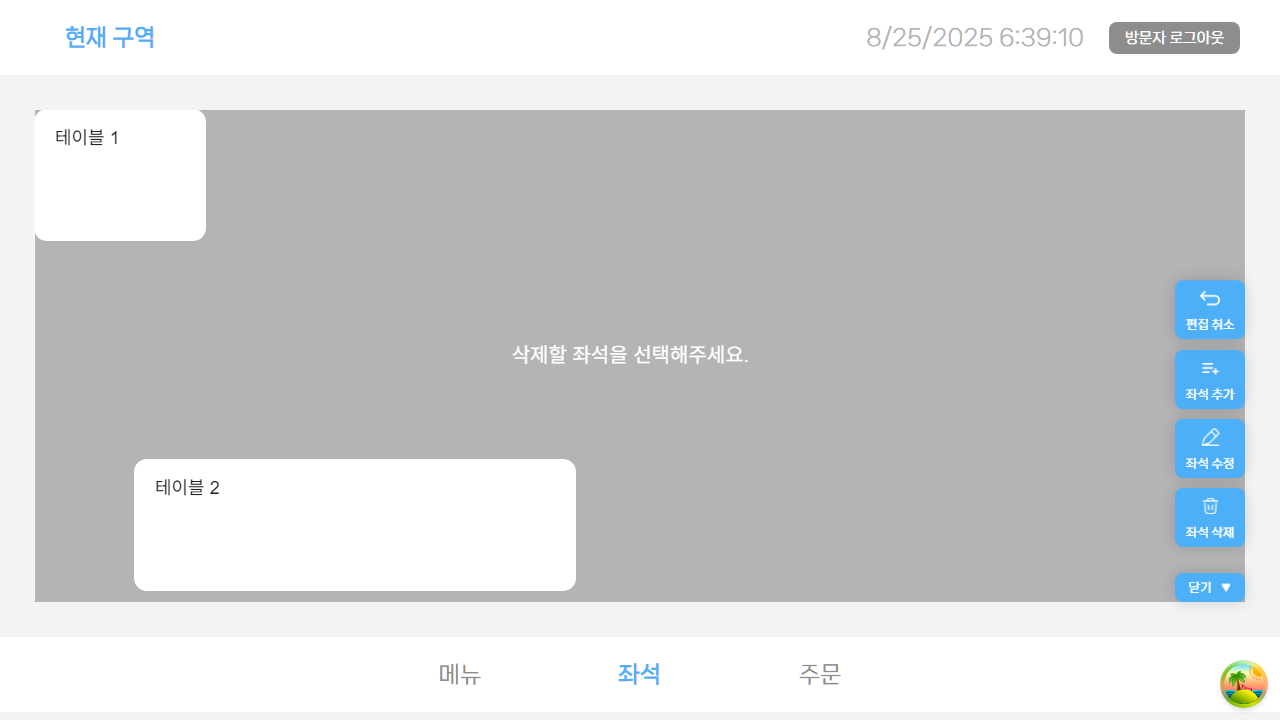 현재 구역
8/25/2025 6:39:10
방문자 로그아웃
테이블 1
편집 취소
삭제할 좌석을 선택해주세요.
좌석 추가
좌석 수정
테이블 2
좌석 삭제
닫기 ▼
메뉴
좌석
주문